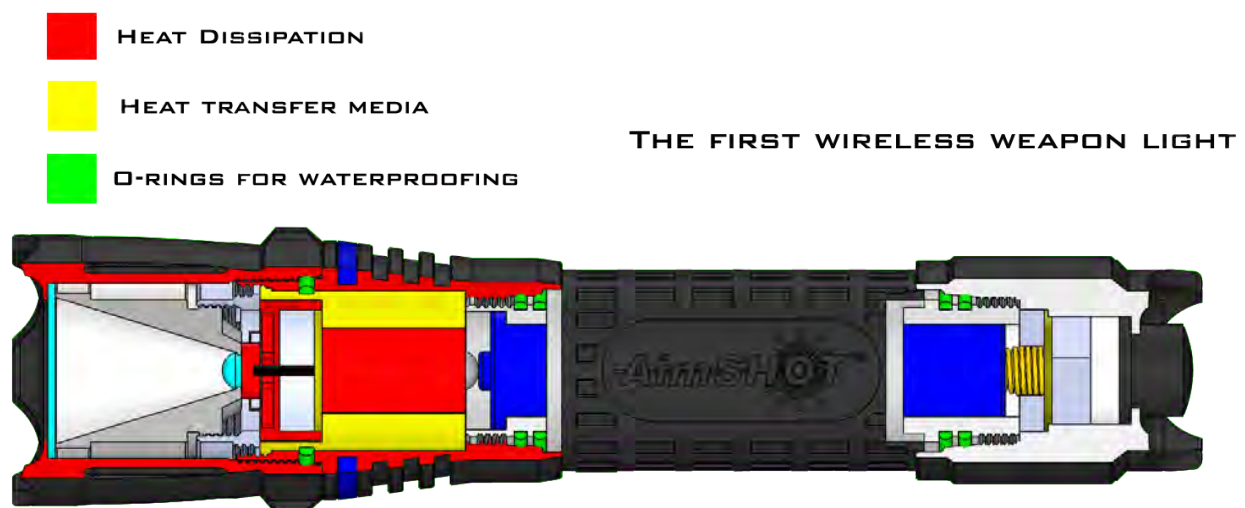 Heat Dissipation
Heat transfer media
The first wireless weapon light
O-rings for waterproofing
AimSHOT